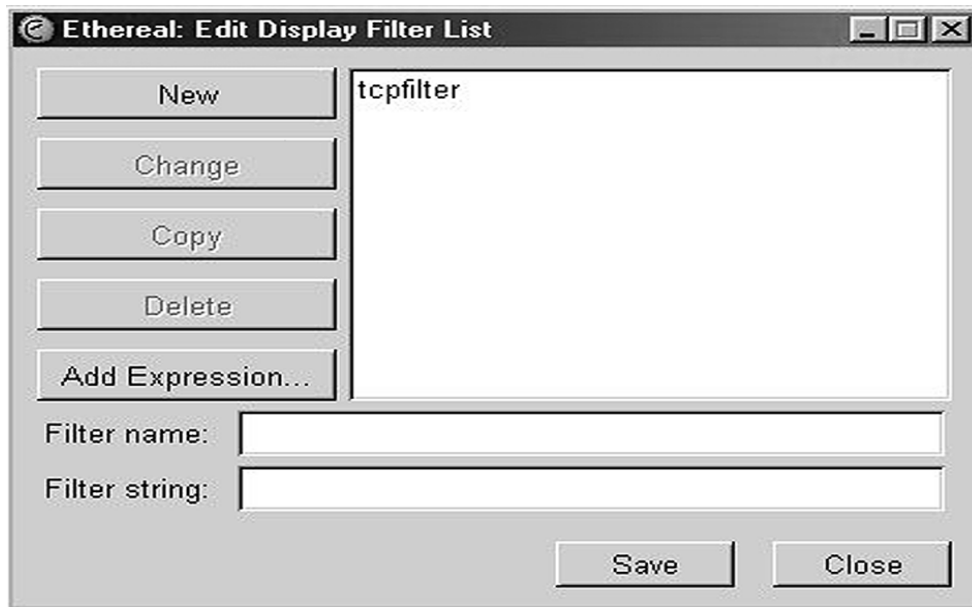 Ethereal: Edit Display Filter List
New
tcpfilter
Change
Copy
Delete
Add Expression...
Filter name:
Filter string:
Save
Close